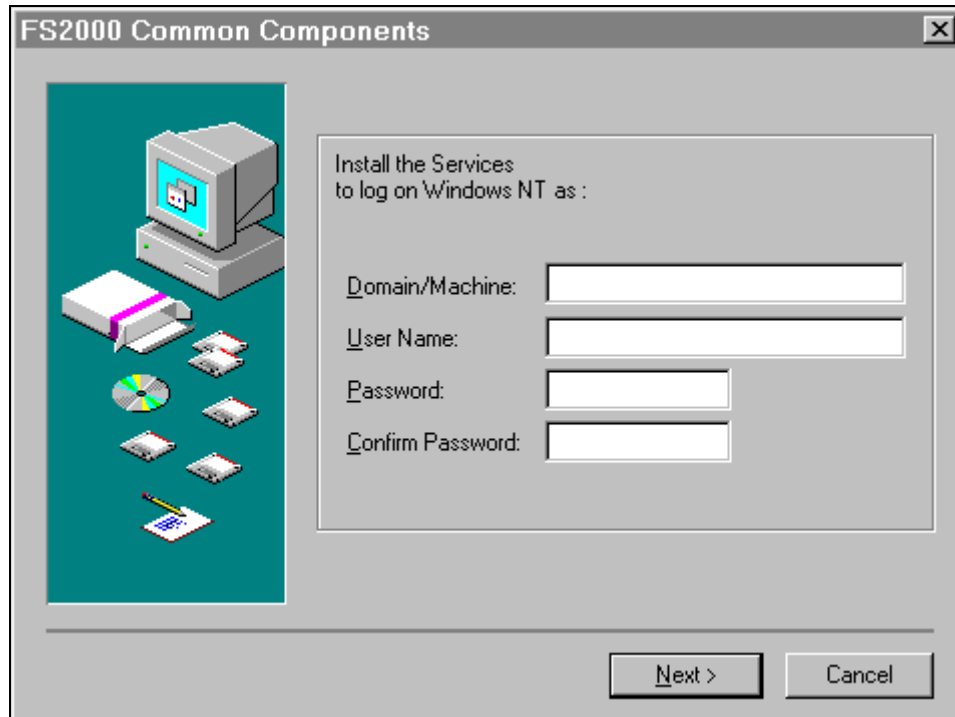 FS2000 Common Components
Install the Services
to log on Windows NT as :
Domain/Machine:
User Name:
Password:
Confirm Password:
Next >
Cancel